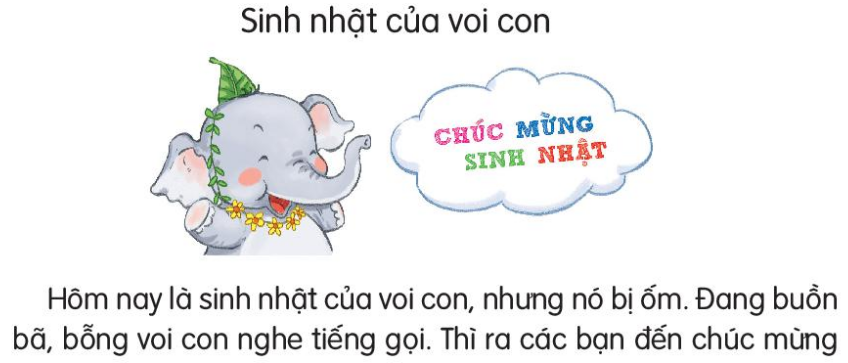 Sinh nhật của voi con
CHÚC MỪNG
SINH NHẬT
Hôm nay là sinh nhật của voi con, nhưng nó bị ốm. Đang buồn
bã, bỗng voi con nghe tiếng gọi. Thì ra các bạn đến chúc mừng